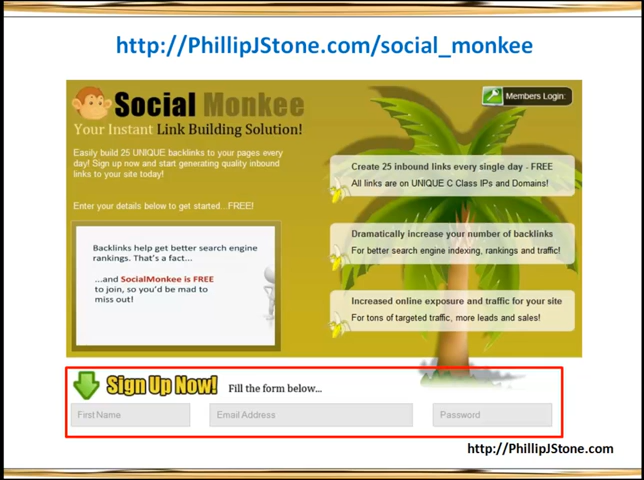 http://PhillipJStone.com/social_monkee
Social Monkee
Your Instant Link Building Solution!
Members Login:
Easily build 25 UNIQUE backlinks to your pages every
day! Sign up now and start generating quality inbound
links to your site today!
Enter your details below to get started...FREE!
Backlinks help get better search engine
rankings. That's a fact...
...and SocialMonkee is FREE
to join, so you'd be mad to
miss out!
Create 25 inbound links every single day - FREE
All links are on UNIQUE C Class IPs and Domains!
Dramatically increase your number of backlinks
For better search engine indexing, rankings and traffic!
Increased online exposure and traffic for your site
For tons of targeted traffic, more leads and sales!
Sign Up Now! Fill the form below...
First Name
Email Address
Password
http://PhillipJStone.com